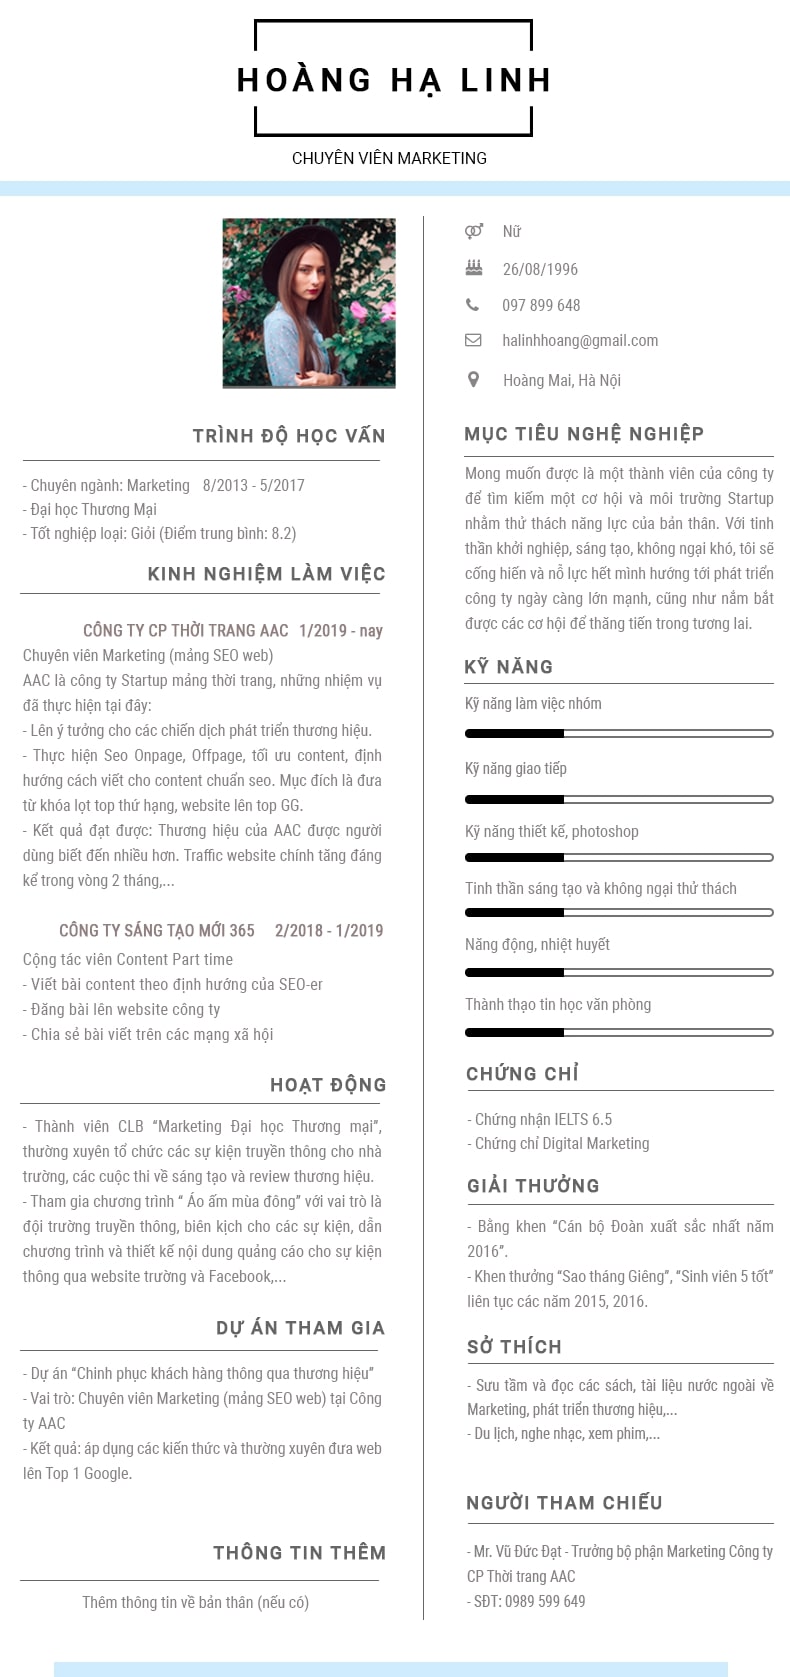 HOÀNG HẠ LINH
CHUYÊN VIÊN MARKETING
TRÌNH ĐỘ HỌC VẤN
- Chuyên ngành: Marketing 8/2013 - 5/2017
- Đại học Thương Mại
- Tốt nghiệp loại: Giỏi (Điểm trung bình: 8.2)
KINH NGHIỆM LÀM VIỆC
CÔNG TY CP THỜI TRANG AAC 1/2019 - nay
Chuyên viên Marketing (mảng SEO web)
AAC là công ty Startup mảng thời trang, những nhiệm vụ
đã thực hiện tại đây:
- Lên ý tưởng cho các chiến dịch phát triển thương hiệu.
- Thực hiện Seo Onpage, Offpage, tối ưu content, định
hướng cách viết cho content chuẩn seo. Mục đích là đưa
từ khóa lọt top thứ hạng, website lên top GG.
- Kết quả đạt được: Thương hiệu của AAC được người
dùng biết đến nhiều hơn. Traffic website chính tăng đáng
kể trong vòng 2 tháng,...
CÔNG TY SÁNG TẠO MỚI 365 2/2018 - 1/2019
Cộng tác viên Content Part time
- Viết bài content theo định hướng của SEO-er
- Đăng bài lên website công ty
- Chia sẻ bài viết trên các mạng xã hội
HOẠT ĐỘNG
- Thành viên CLB “Marketing Đại học Thương mại”,
thường xuyên tổ chức các sự kiện truyền thông cho nhà
trường, các cuộc thi về sáng tạo và review thương hiệu.
- Tham gia chương trình “ Áo ấm mùa đông” với vai trò là
đội trưởng truyền thông, biên kịch cho các sự kiện, dẫn
chương trình và thiết kế nội dung quảng cáo cho sự kiện
thông qua website trường và Facebook,...
DỰ ÁN THAM GIA
- Dự án “Chinh phục khách hàng thông qua thương hiệu”
- Vai trò: Chuyên viên Marketing (mảng SEO web) tại Công
ty AAC
- Kết quả: áp dụng các kiến thức và thường xuyên đưa web
lên Top 1 Google.
THÔNG TIN THÊM
Thêm thông tin về bản thân (nếu có)
Nữ
26/08/1996
097 899 648
halinhhoang@gmail.com
Hoàng Mai, Hà Nội
MỤC TIÊU NGHỀ NGHIỆP
Mong muốn được là một thành viên của công ty
để tìm kiếm một cơ hội và môi trường Startup
nhằm thử thách năng lực của bản thân. Với tinh
thần khởi nghiệp, sáng tạo, không ngại khó, tôi sẽ
cống hiến và nỗ lực hết mình hướng tới phát triển
công ty ngày càng lớn mạnh, cũng như nắm bắt
được các cơ hội để thăng tiến trong tương lai.
KỸ NĂNG
Kỹ năng làm việc nhóm
Kỹ năng giao tiếp
Kỹ năng thiết kế, photoshop
Tinh thần sáng tạo và không ngại thử thách
Năng động, nhiệt huyết
Thành thạo tin học văn phòng
CHỨNG CHỈ
- Chứng nhận IELTS 6.5
- Chứng chỉ Digital Marketing
GIẢI THƯỞNG
- Bằng khen “Cán bộ Đoàn xuất sắc nhất năm
2016”.
- Khen thưởng “Sao tháng Giêng”, “Sinh viên 5 tốt”
liên tục các năm 2015, 2016.
SỞ THÍCH
- Sưu tầm và đọc các sách, tài liệu nước ngoài về
Marketing, phát triển thương hiệu,...
- Du lịch, nghe nhạc, xem phim,...
NGƯỜI THAM CHIẾU
- Mr. Vũ Đức Đạt - Trưởng bộ phận Marketing Công ty
CP Thời trang AAC
- SĐT: 0989 599 649